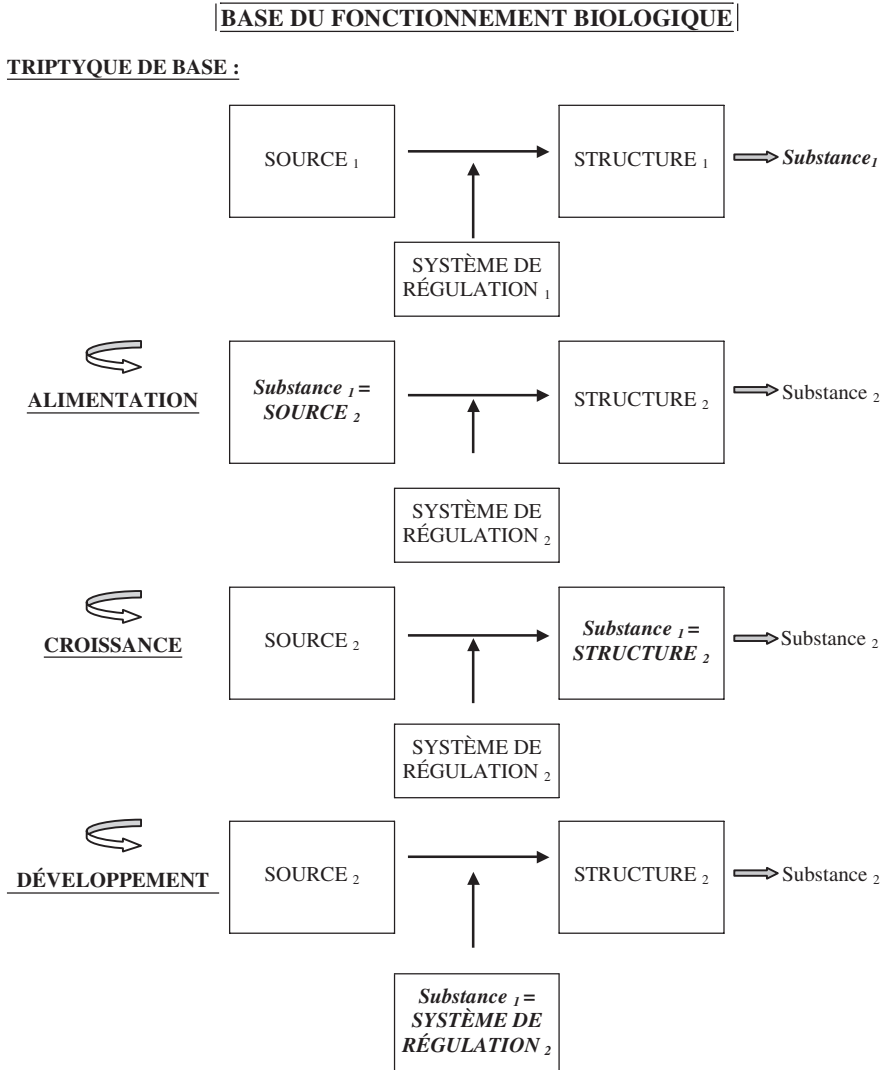 BASE DU FONCTIONNEMENT BIOLOGIQUE
TRIPTYQUE DE BASE :
SOURCE 1
STRUCTURE 1
Substance1
SYSTÈME DE
RÉGULATION 1
ALIMENTATION
Substance 1 =
SOURCE 2
STRUCTURE 2
Substance 2
SYSTÈME DE
RÉGULATION 2
CROISSANCE
SOURCE 2
Substance 1 =
STRUCTURE 2
Substance 2
SYSTÈME DE
RÉGULATION 2
DÉVELOPPEMENT
SOURCE 2
STRUCTURE 2
Substance 2
Substance 1 =
SYSTÈME DE
RÉGULATION 2